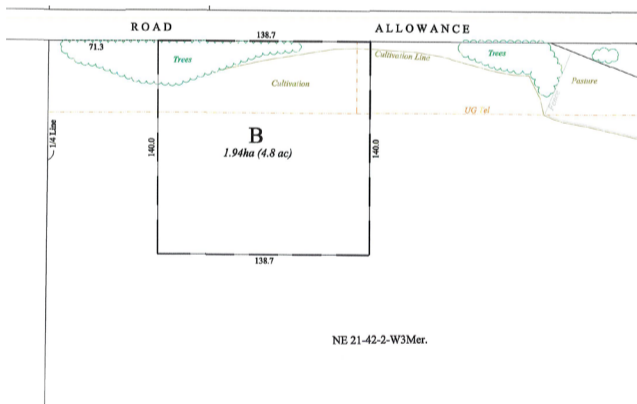 ROAD ALLOWANCE
71.3
138.7
Trees
Cultivation Line
Trees
Pasture
Cultivation
UG Tel
1/4 Line
140.0
B
140.0
1.94ha (4.8 ac)
138.7
NE 21-42-2-W3Mer.